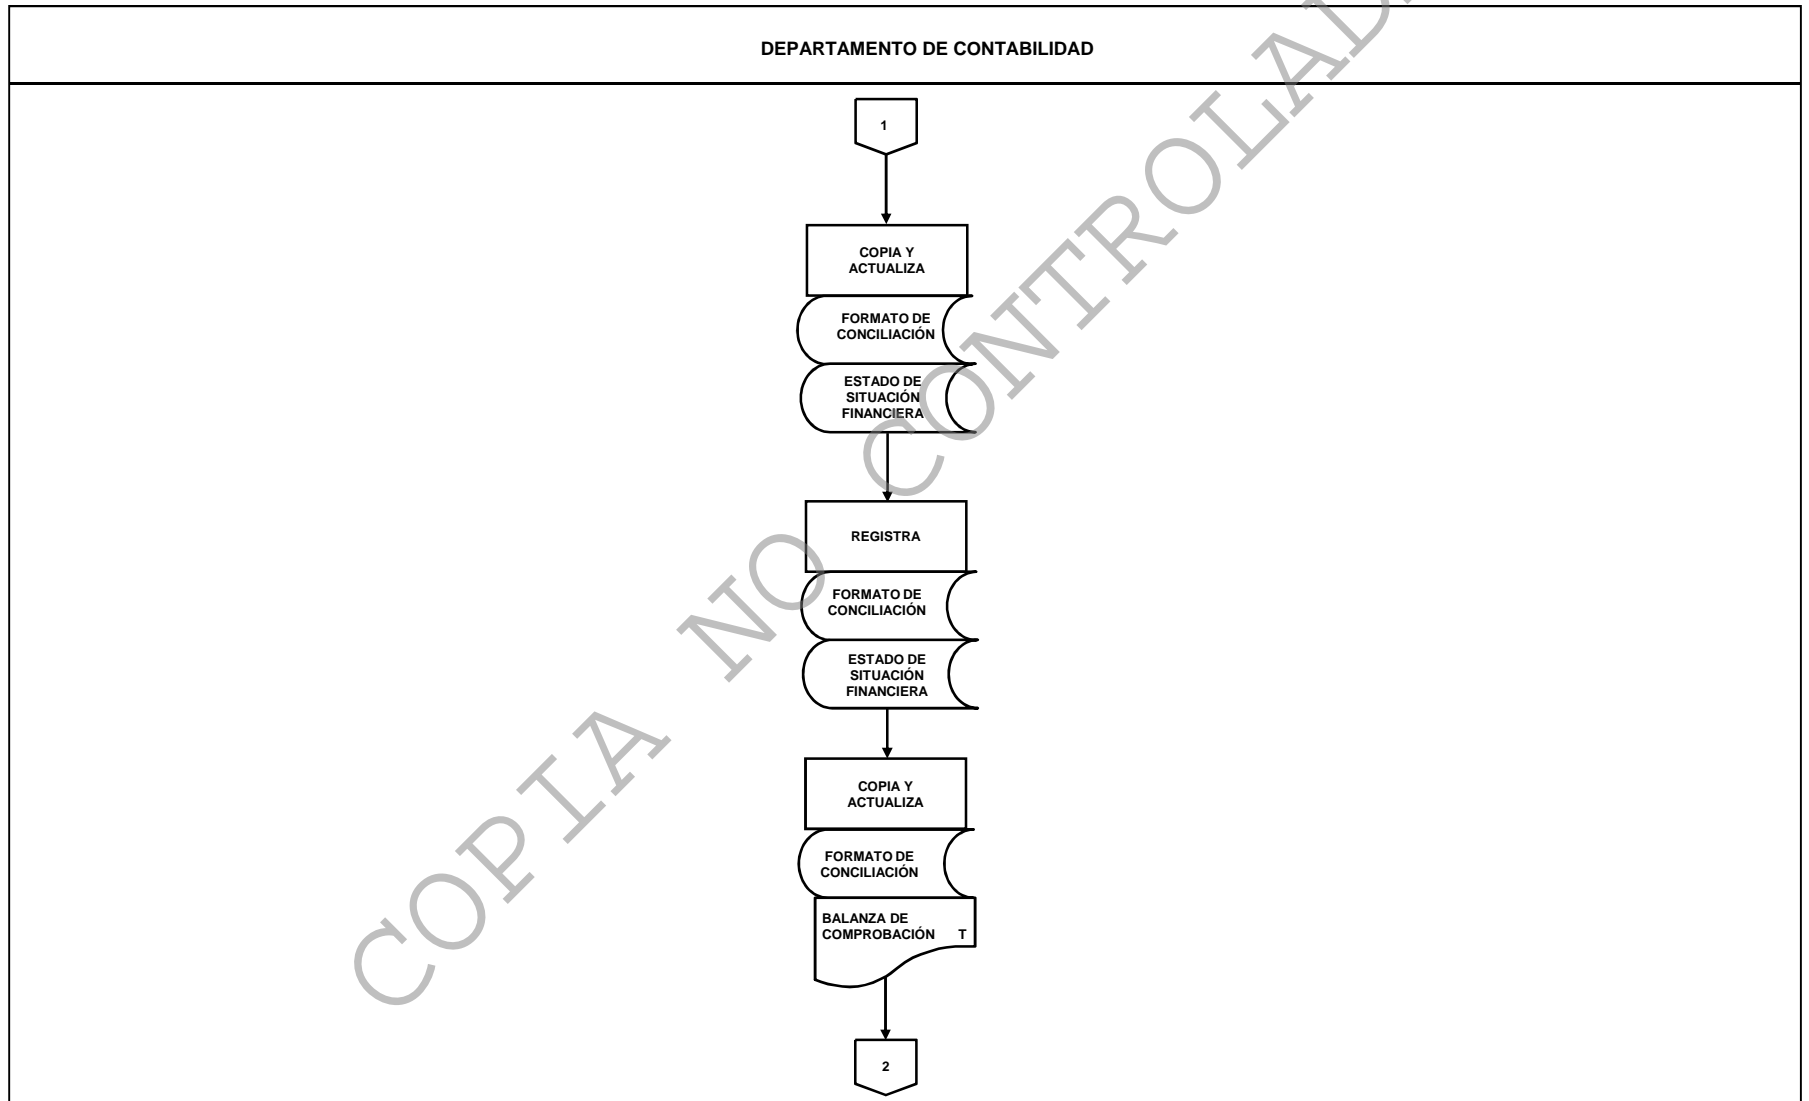 DEPARTAMENTO DE CONTABILIDAD
1
COPIA Y
ACTUALIZA
FORMATO DE
CONCILIACIÓN
ESTADO DE
SITUACIÓN
FINANCIERA
REGISTRA
FORMATO DE
CONCILIACIÓN
ESTADO DE
SITUACIÓN
FINANCIERA
COPIA Y
ACTUALIZA
FORMATO DE
CONCILIACIÓN
BALANZA DE
COMPROBACIÓN T
2
COPIA NO CONTROLAD